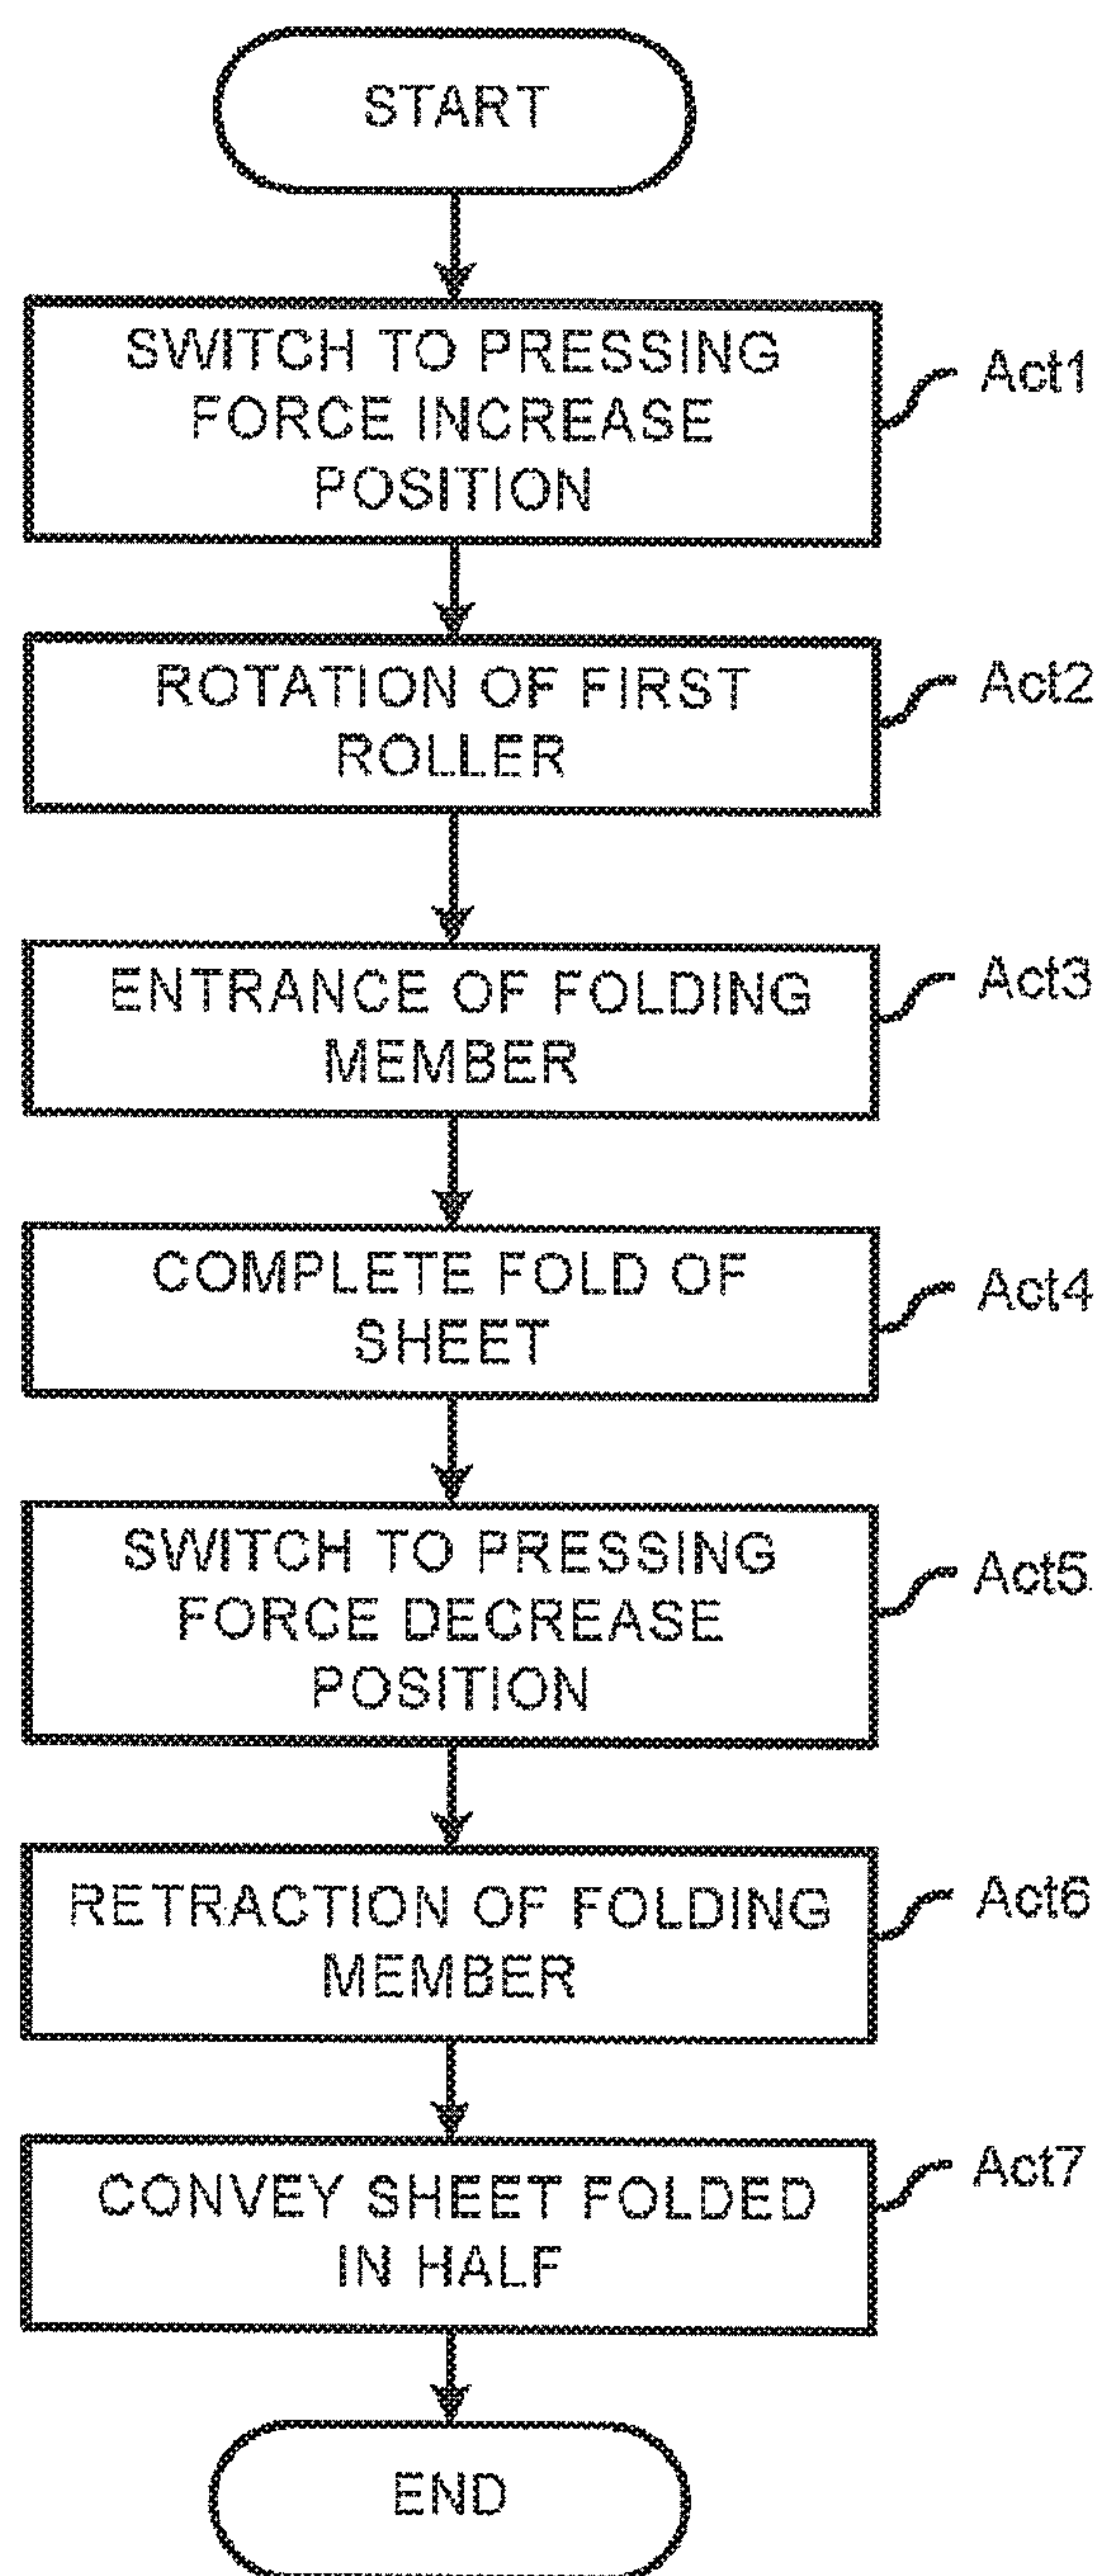 START
SWITCH TO PRESSING
FORCE INCREASE
POSITION
Act1
ROTATION OF FIRST
ROLLER
Act2
ENTRANCE OF FOLDING
MEMBER
Act3
COMPLETE FOLD OF
SHEET
Act4
SWITCH TO PRESSING
FORCE DECREASE
POSITION
Act5
RETRACTION OF FOLDING
MEMBER
Act6
CONVEY SHEET FOLDED
IN HALF
Act7
END